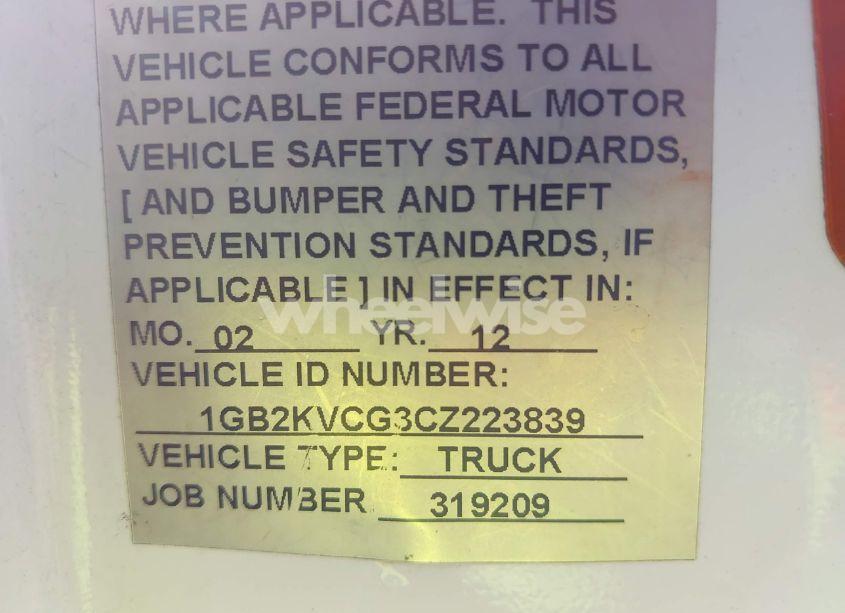 WHERE APPLICABLE. THIS
VEHICLE CONFORMS TO ALL
APPLICABLE FEDERAL MOTOR
VEHICLE SAFETY STANDARDS,
[ AND BUMPER AND THEFT
PREVENTION STANDARDS, IF
APPLICABLE ] IN EFFECT IN:
wheelwise
MO. 02 YR. 12
VEHICLE ID NUMBER:
1GB2KVCG3CZ223839
VEHICLE TYPE: TRUCK
JOB NUMBER 319209